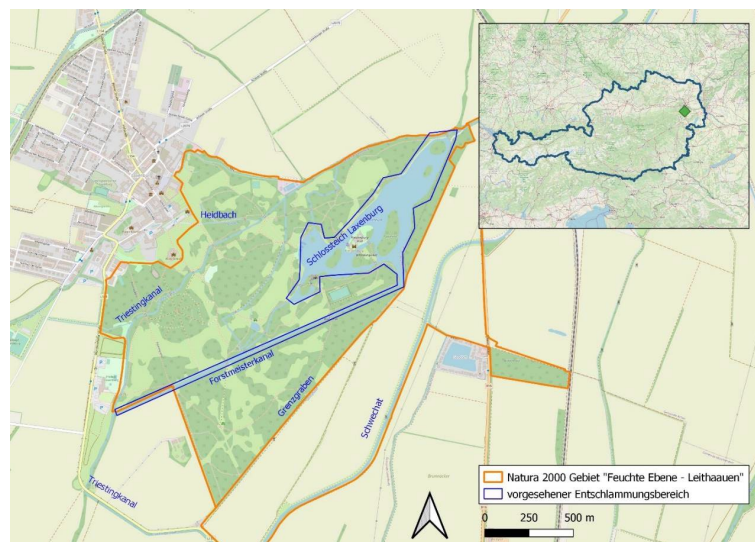 Heidbach
Schlossteich Laxenburg
Triestingkanal
Forstmeisterkanal
Grenzgraben
Schwechat
Triestingkanal
Natura 2000 Gebiet "Feuchte Ebene - Leithaauen"
vorgesehener Entschlammungsbereich
0 250 500 m